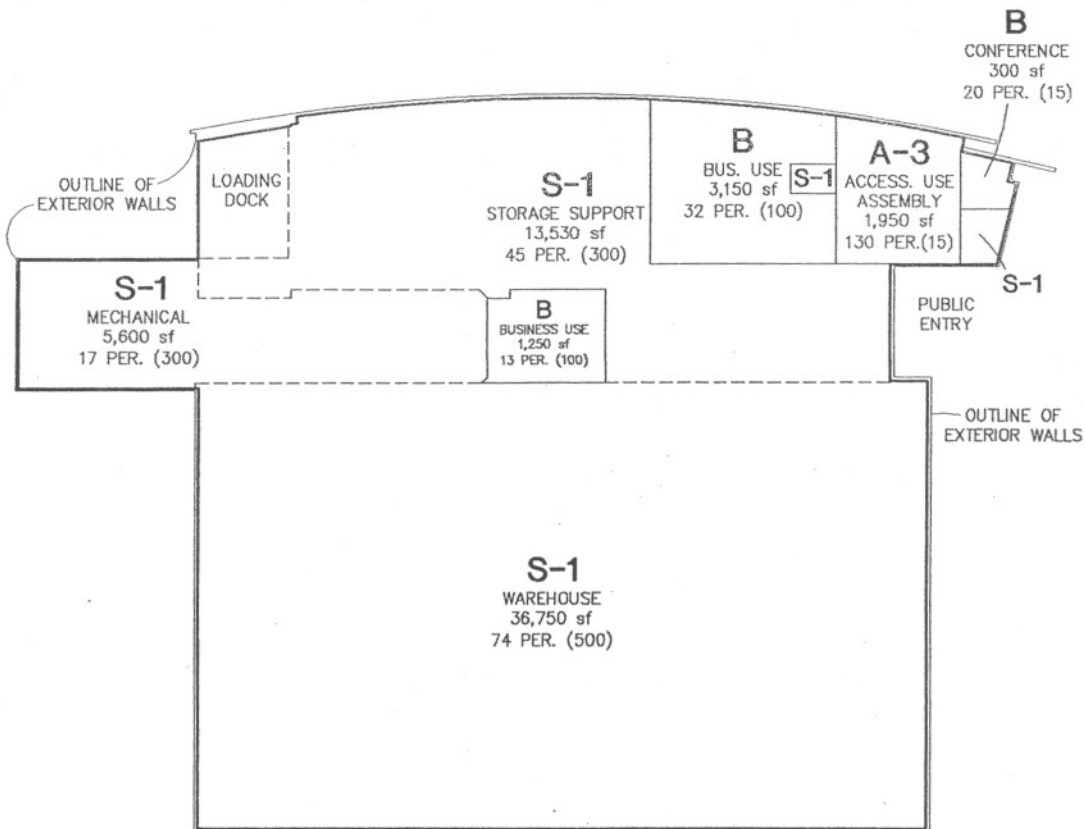 B
CONFERENCE
300 sf
20 PER. (15)
OUTLINE OF
EXTERIOR WALLS
LOADING
DOCK
S-1
STORAGE SUPPORT
13,530 sf
45 PER. (300)
B
BUS. USE
3,150 sf
32 PER. (100)
S-1
A-3
ACCESS. USE
ASSEMBLY
1,950 sf
130 PER.(15)
S-1
S-1
MECHANICAL
5,600 sf
17 PER. (300)
B
BUSINESS USE
1,250 sf
13 PER. (100)
PUBLIC
ENTRY
OUTLINE OF
EXTERIOR WALLS
S-1
WAREHOUSE
36,750 sf
74 PER. (500)